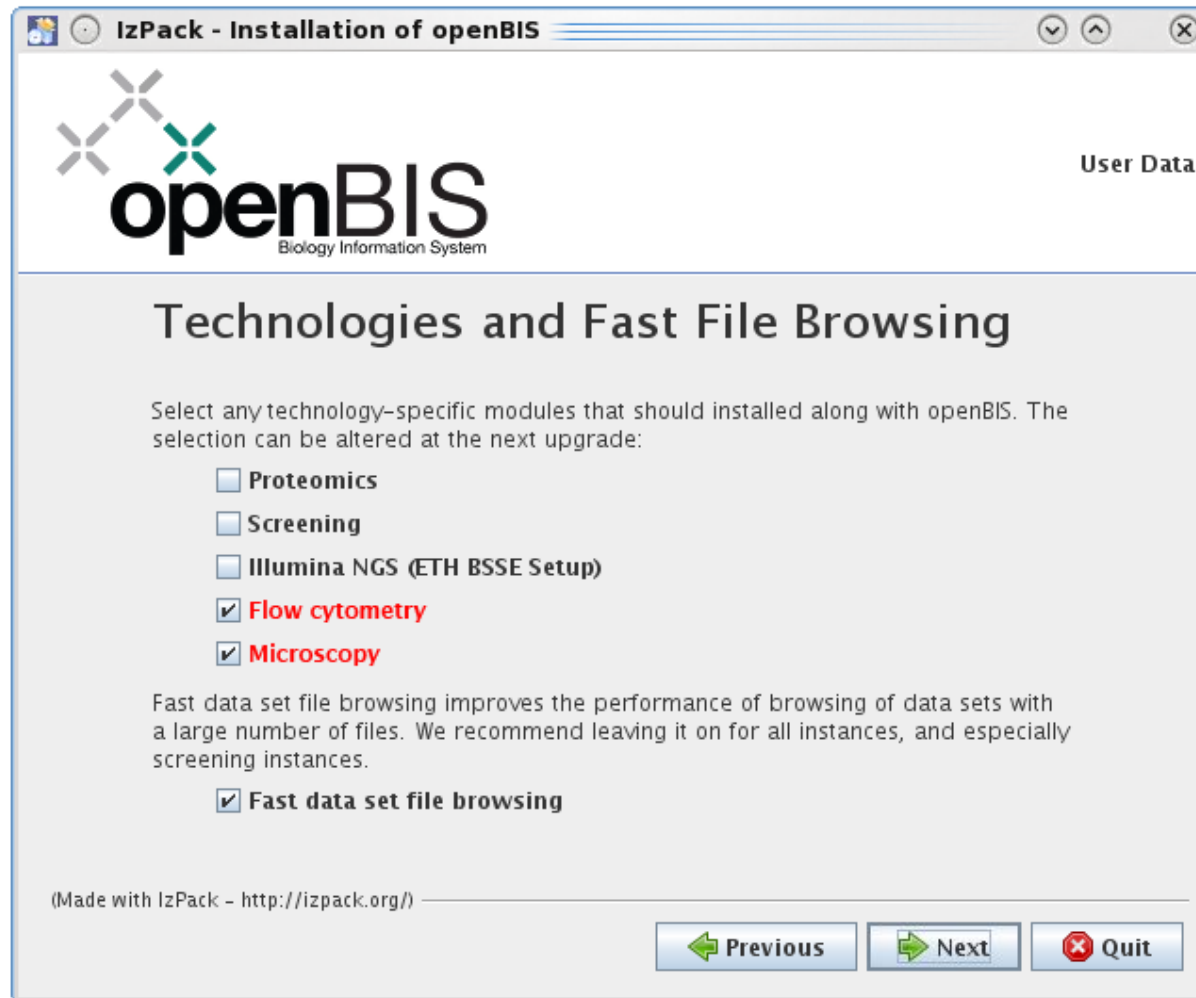 IzPack - Installation of openBIS
openBIS
Biology Information System
User Data
Technologies and Fast File Browsing
Select any technology-specific modules that should installed along with openBIS. The
selection can be altered at the next upgrade:
Proteomics
Screening
Illumina NGS (ETH BSSE Setup)
Flow cytometry
Microscopy
Fast data set file browsing improves the performance of browsing of data sets with
a large number of files. We recommend leaving it on for all instances, and especially
screening instances.
Fast data set file browsing
(Made with IzPack - http://izpack.org/)
Previous
Next
Quit